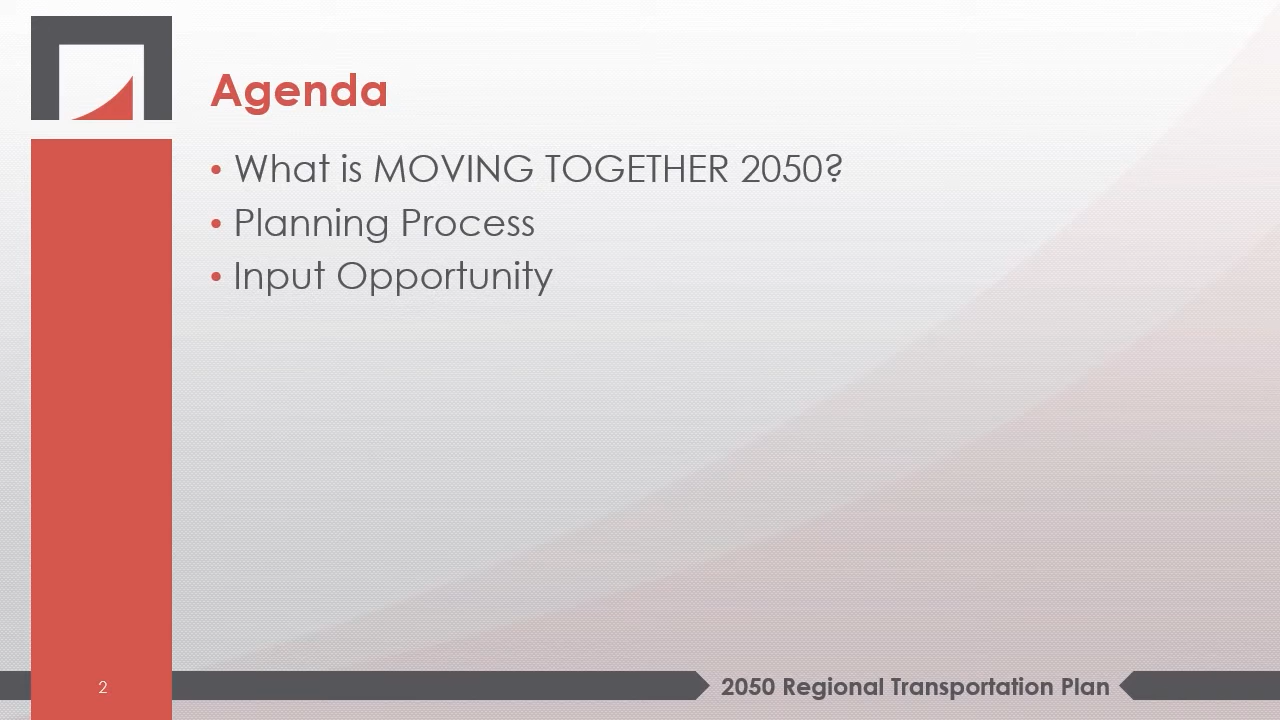 Agenda
• What is MOVING TOGETHER 2050?
• Planning Process
• Input Opportunity
2
2050 Regional Transportation Plan